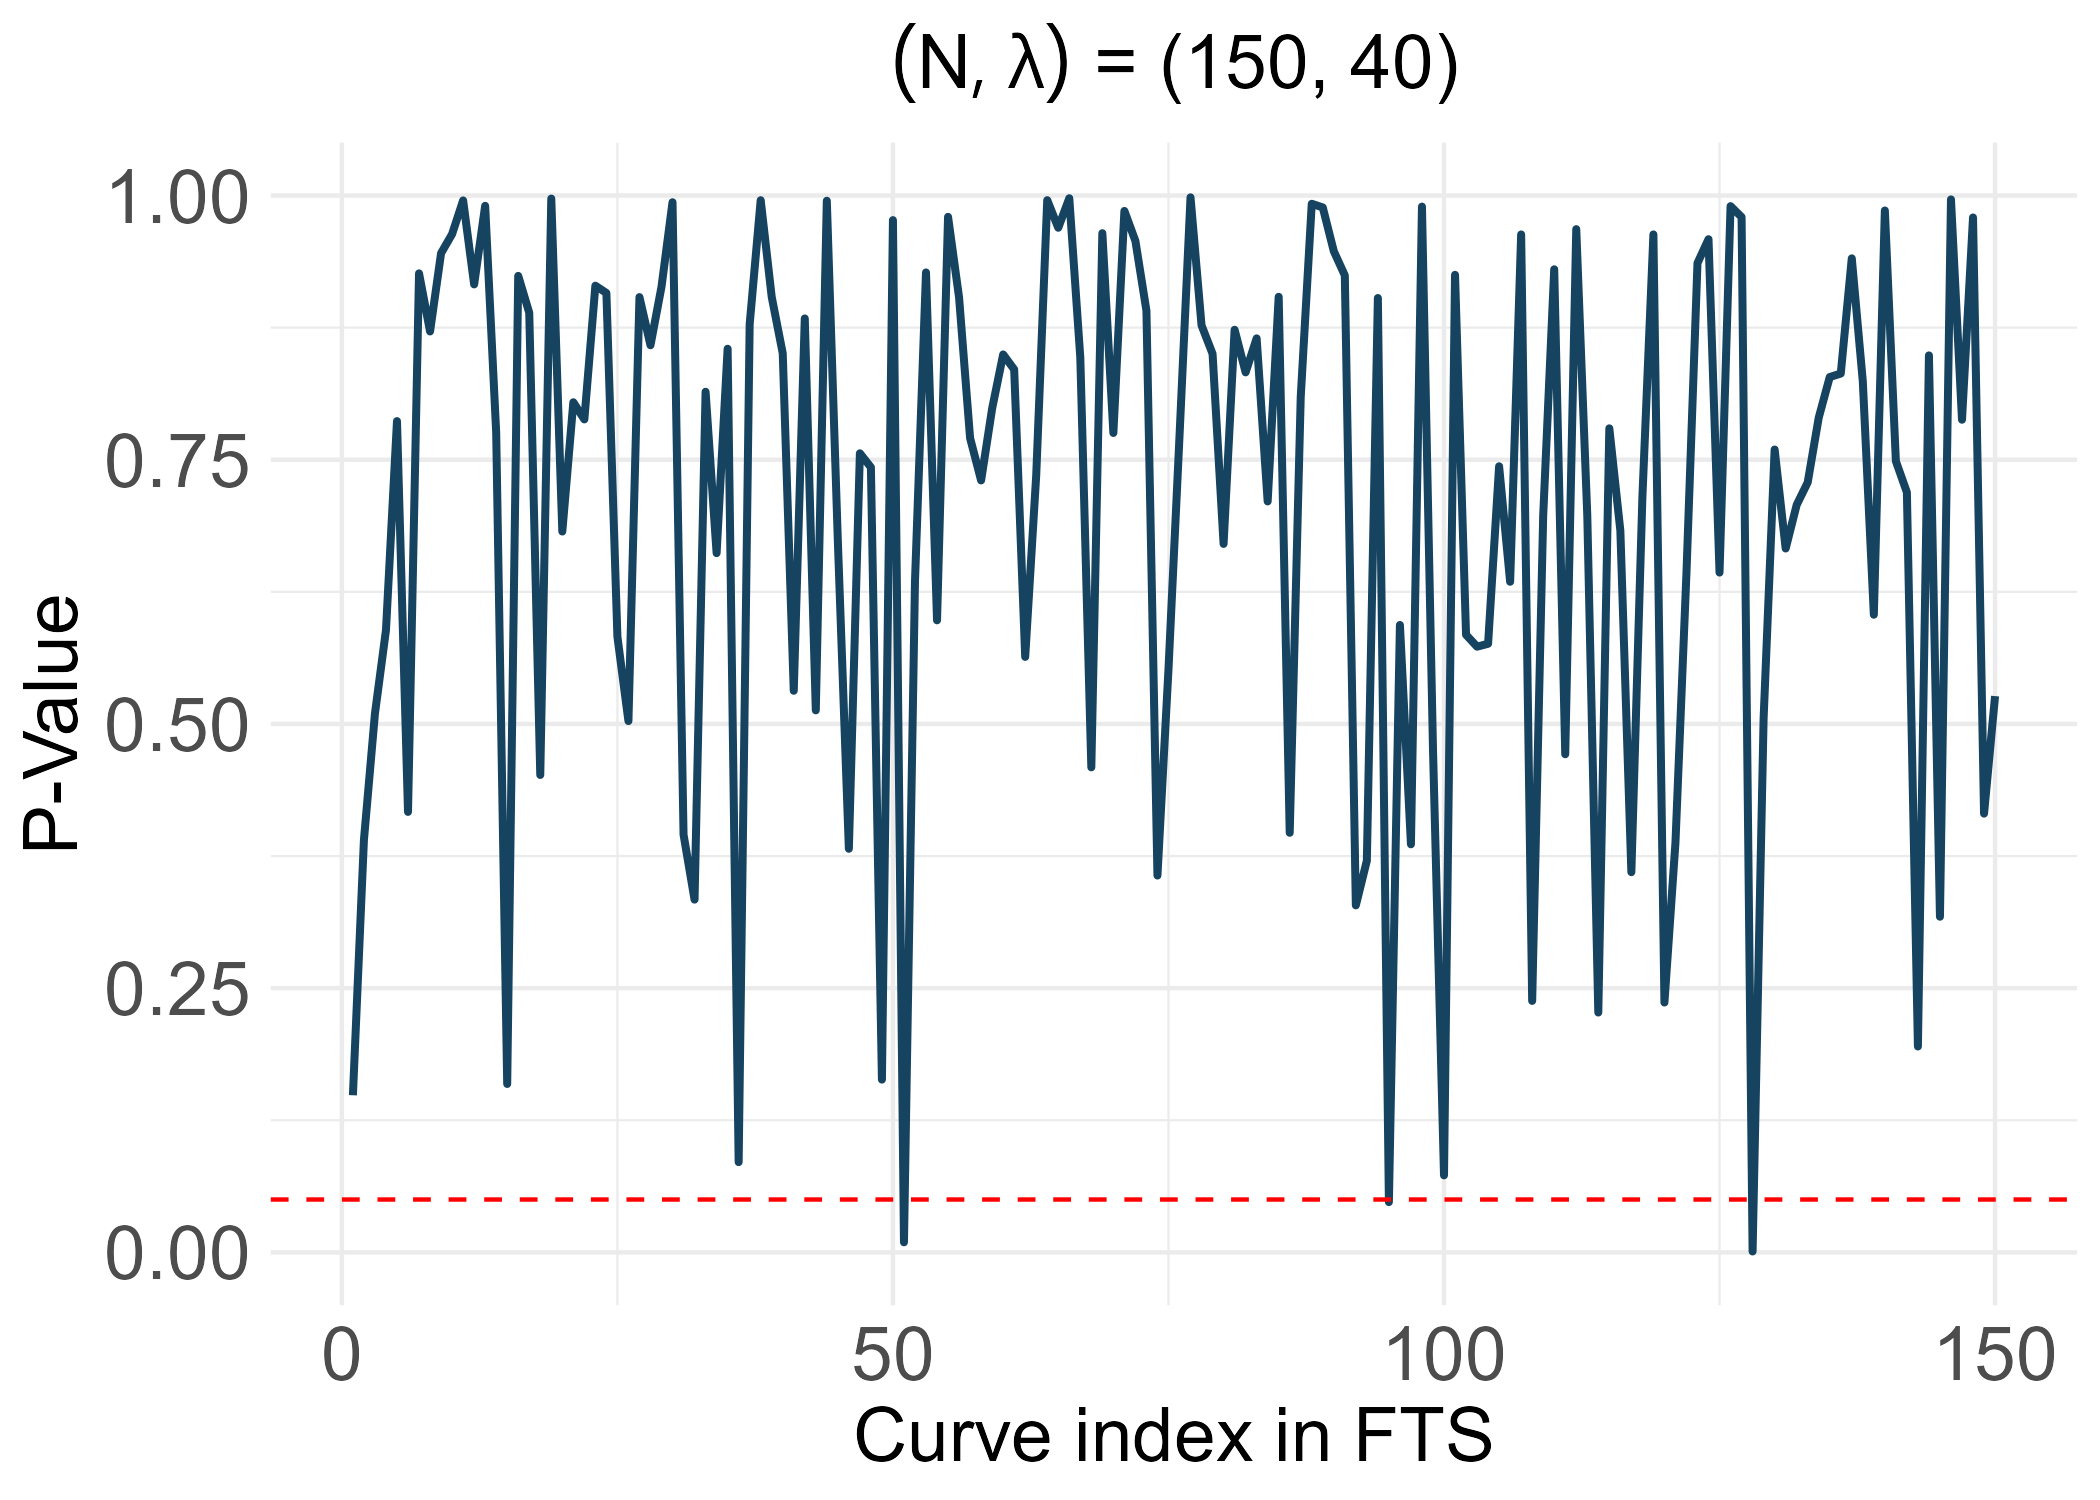 (N, λ) = (150, 40)
1.00
0.75
0.50
0.25
0.00
P-Value
0 50 100 150
Curve index in FTS